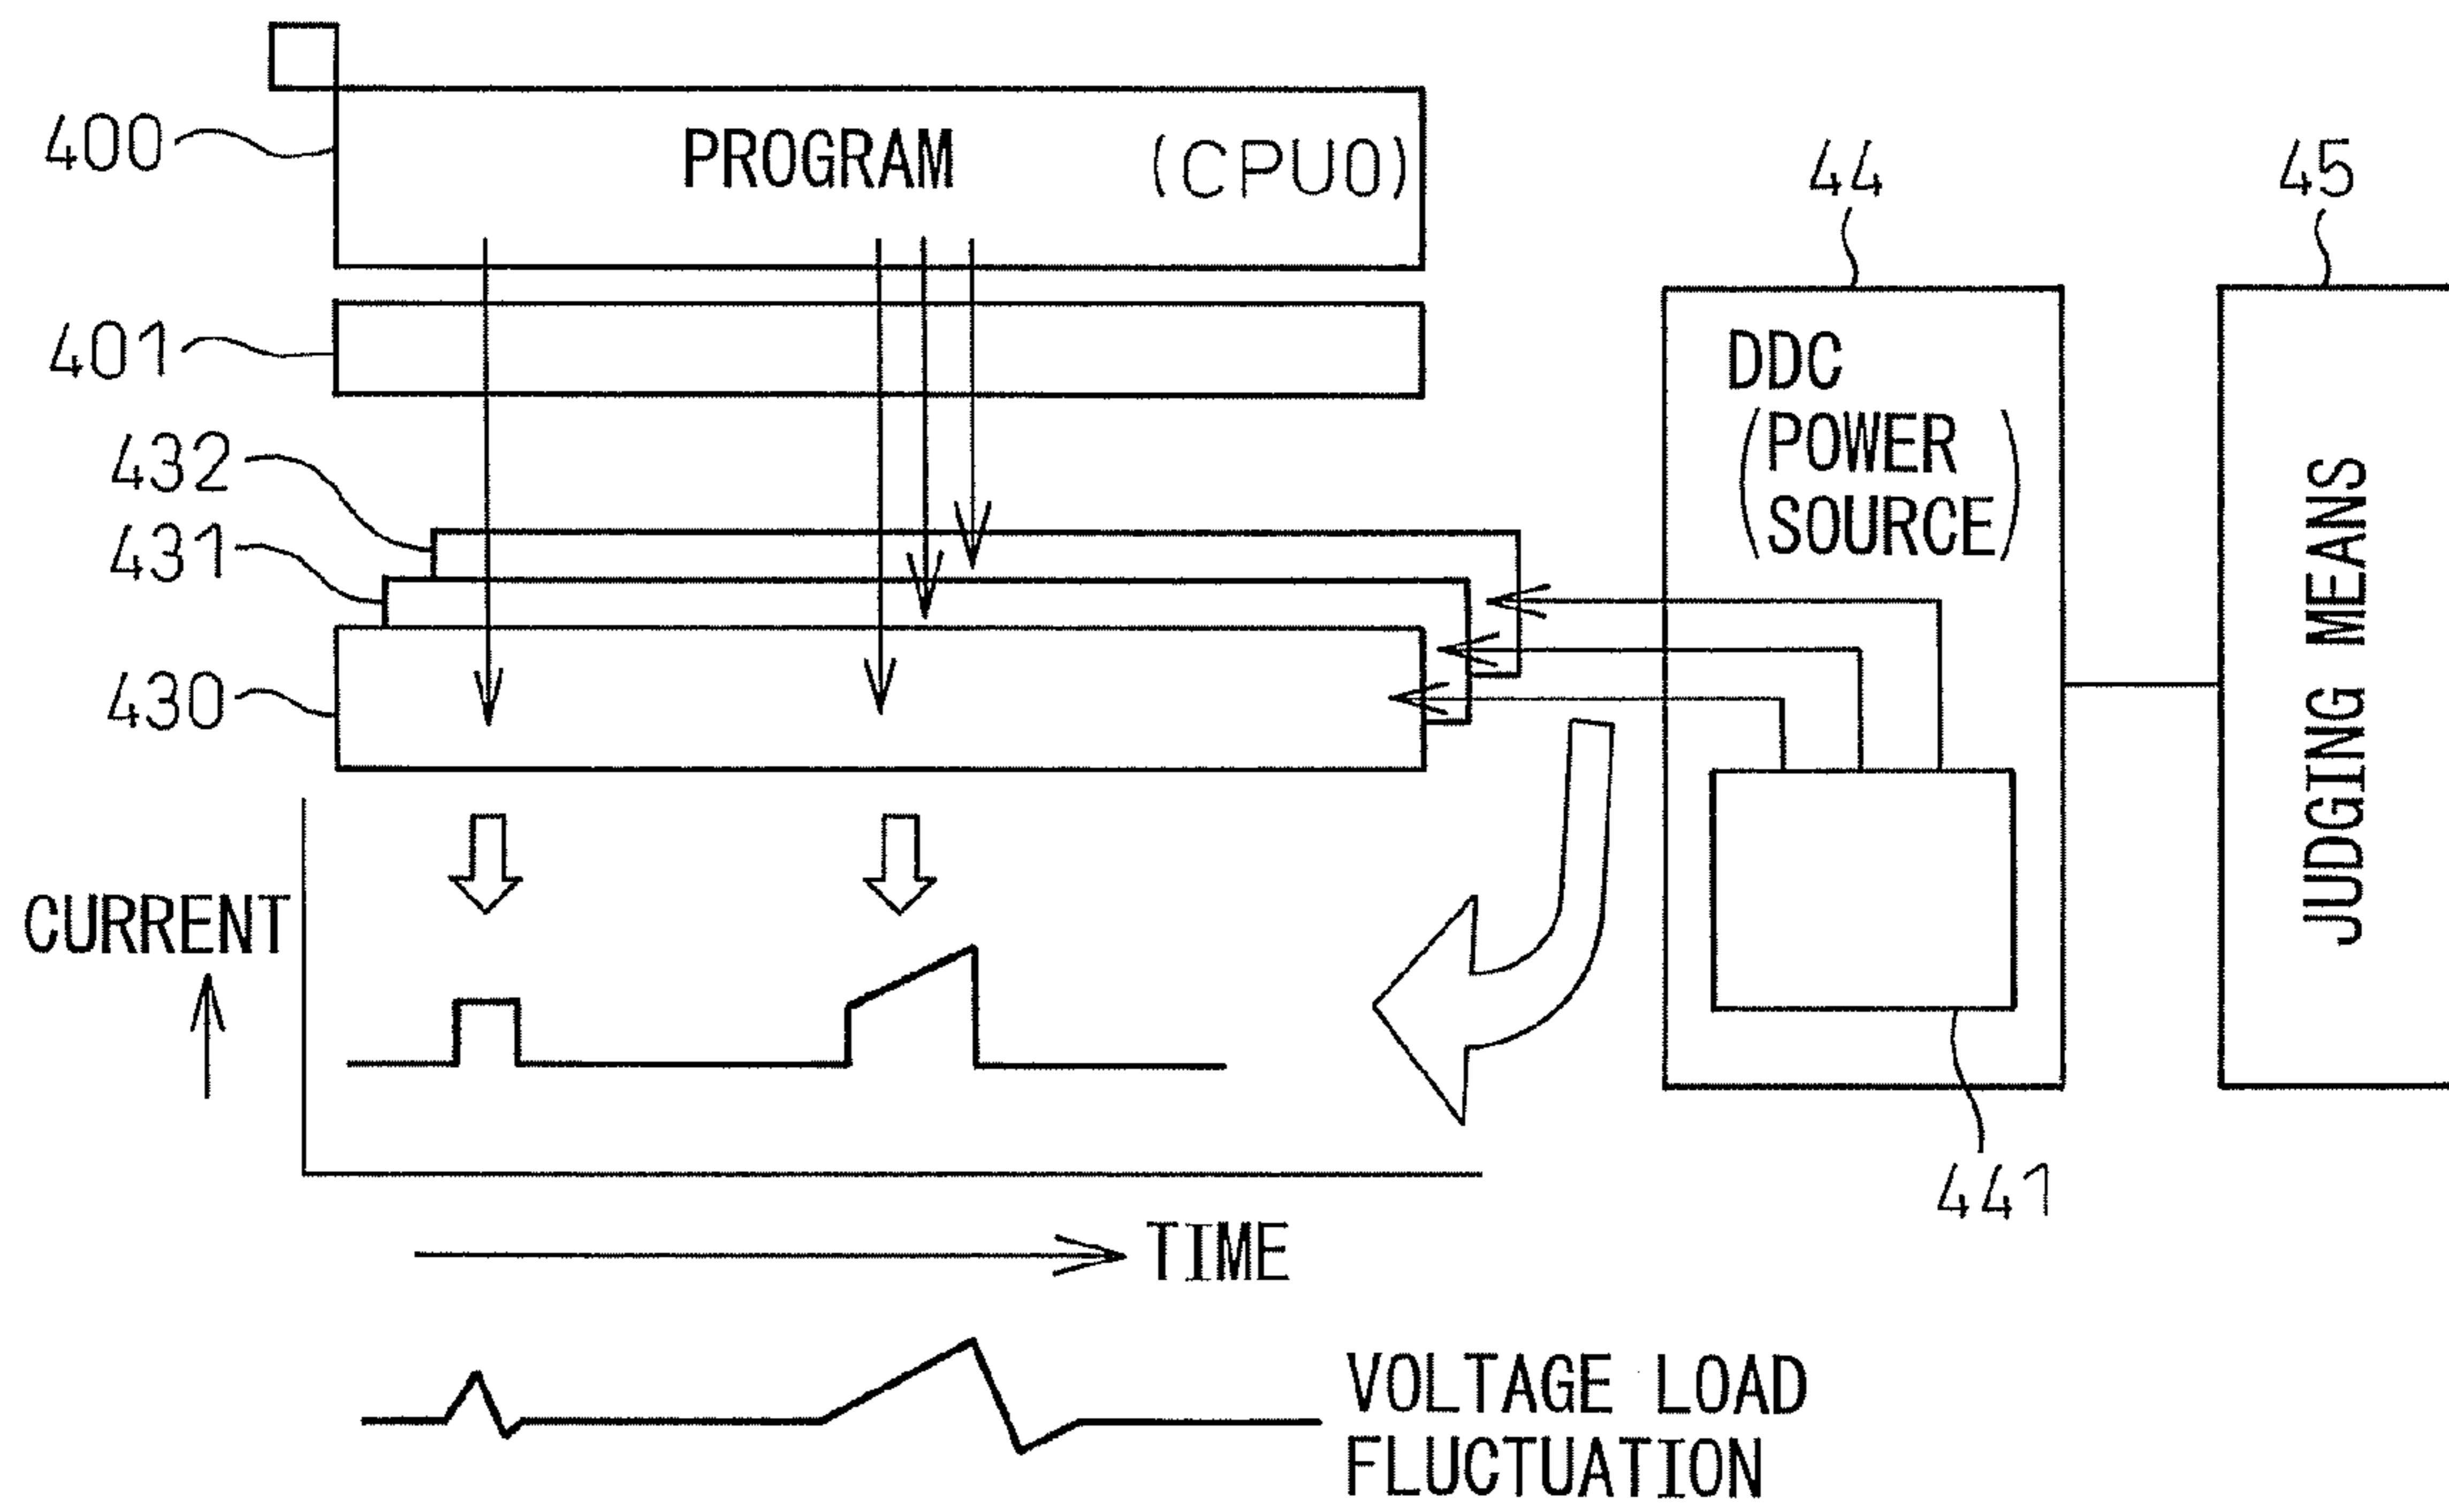 400
PROGRAM (CPU0)
401
432
431
430
44
DDC
(POWER
SOURCE)
45
JUDGING MEANS
441
CURRENT
TIME
VOLTAGE LOAD
FLUCTUATION